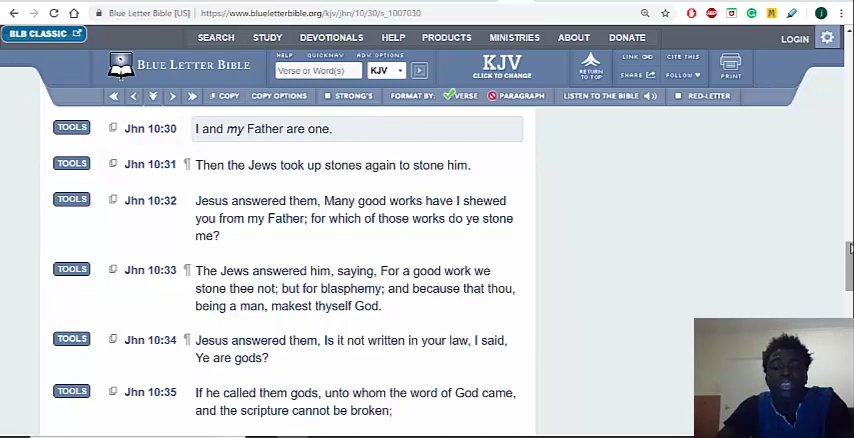 Blue Letter Bible [US] | https://www.blueletterbible.org/kjv/jhn/10/30/s_1007030
BLB CLASSIC
SEARCH STUDY DEVOTIONALS HELP PRODUCTS MINISTRIES ABOUT DONATE LOGIN
BLUE LETTER BIBLE
HELP QUICKNAV ADV. OPTIONS
Verse or Word(s) KJV
KJV
CLICK TO CHANGE
RETURN
TO TOP
LINK CITE THIS
SHARE FOLLOW
PRINT
COPY COPY OPTIONS STRONG'S FORMAT BY VERSE PARAGRAPH LISTEN TO THE BIBLE RED-LETTER
TOOLS Jhn 10:30 I and my Father are one.
TOOLS Jhn 10:31 ¶ Then the Jews took up stones again to stone him.
TOOLS Jhn 10:32 Jesus answered them, Many good works have I shewed
you from my Father; for which of those works do ye stone
me?
TOOLS Jhn 10:33 ¶ The Jews answered him, saying, For a good work we
stone thee not; but for blasphemy; and because that thou,
being a man, makest thyself God.
TOOLS Jhn 10:34 ¶ Jesus answered them, Is it not written in your law, I said,
Ye are gods?
TOOLS Jhn 10:35 If he called them gods, unto whom the word of God came,
and the scripture cannot be broken;